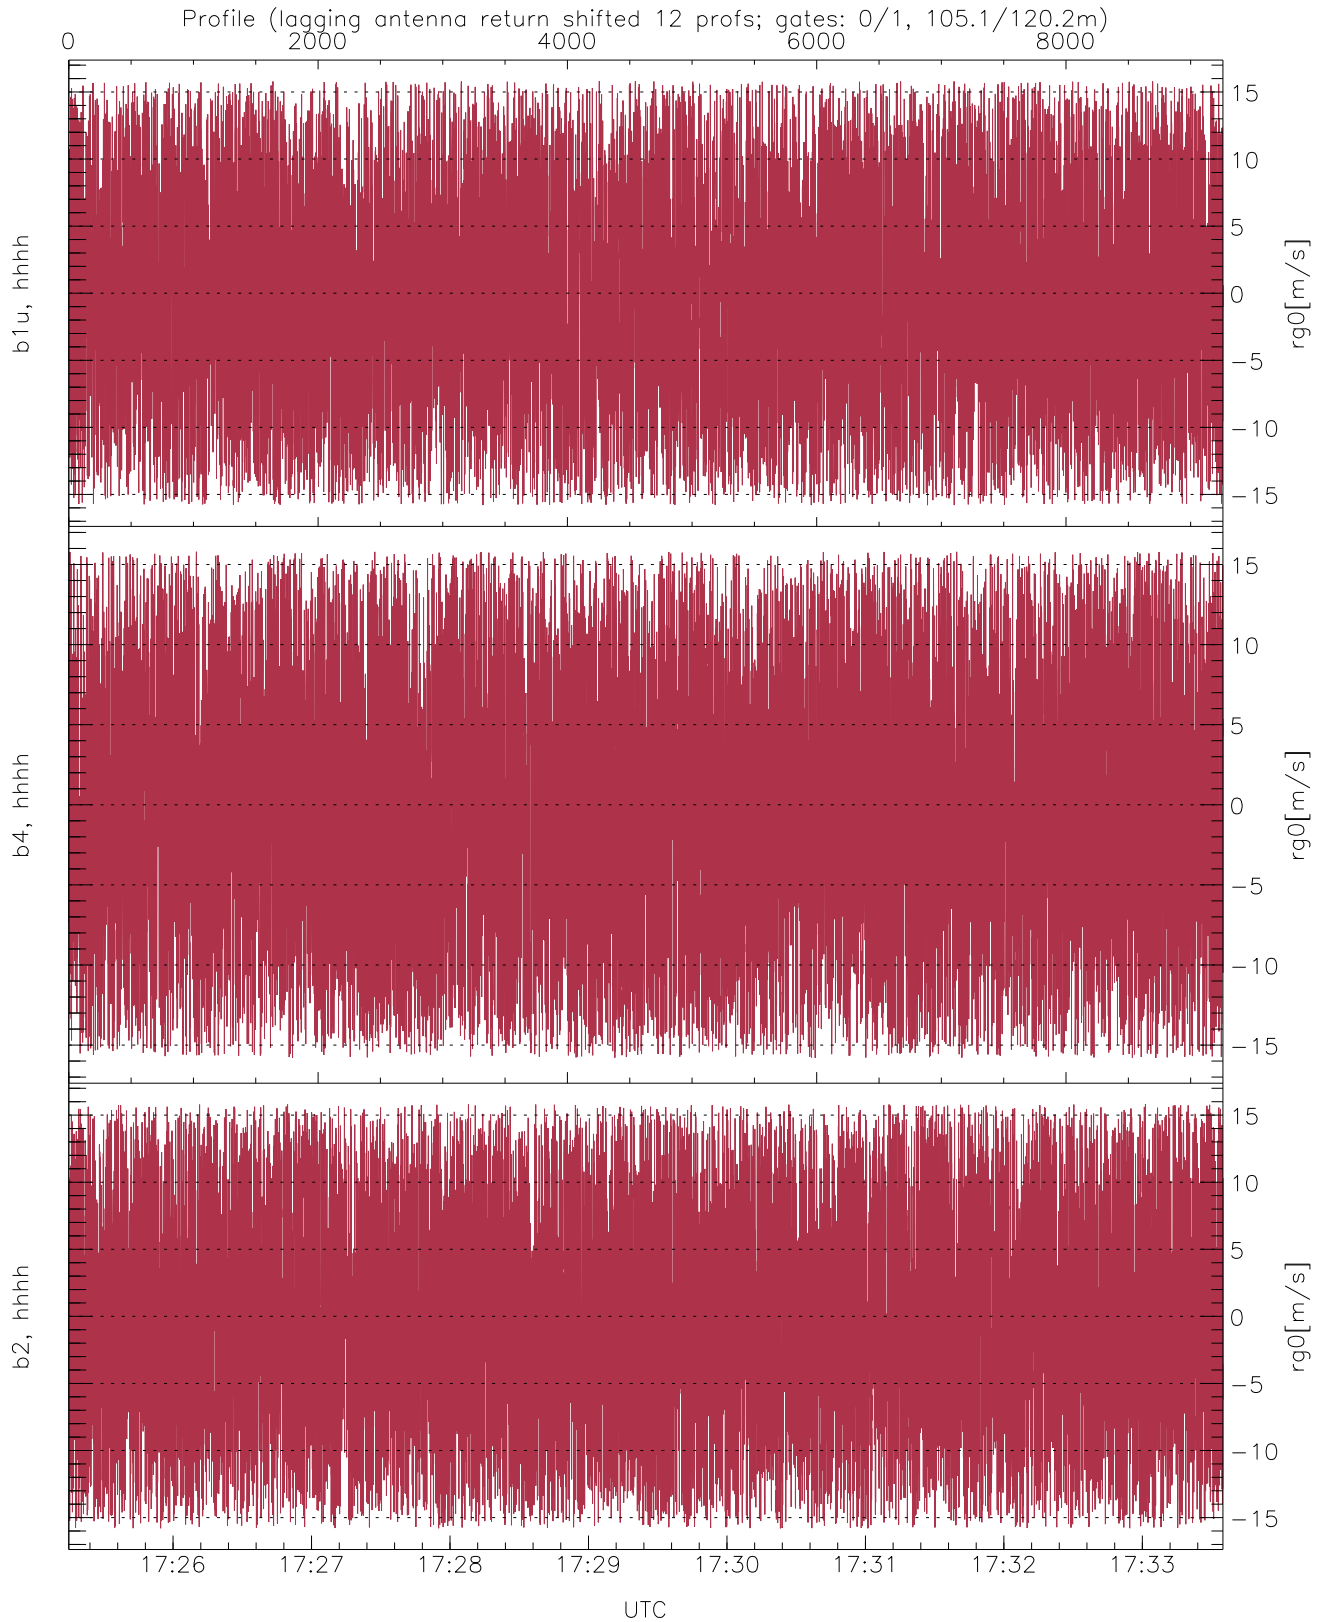 Profile (lagging antenna return shifted 12 profs; gates: 0/1, 105.1/120.2m)
0 2000 4000 6000 8000
15
10
5
0
−5
−10
−15
b1u, hhhh
rg0[m/s]
15
10
5
0
−5
−10
−15
b4, hhhh
rg0[m/s]
15
10
5
0
−5
−10
−15
b2, hhhh
rg0[m/s]
17:26 17:27 17:28 17:29 17:30 17:31 17:32 17:33
UTC